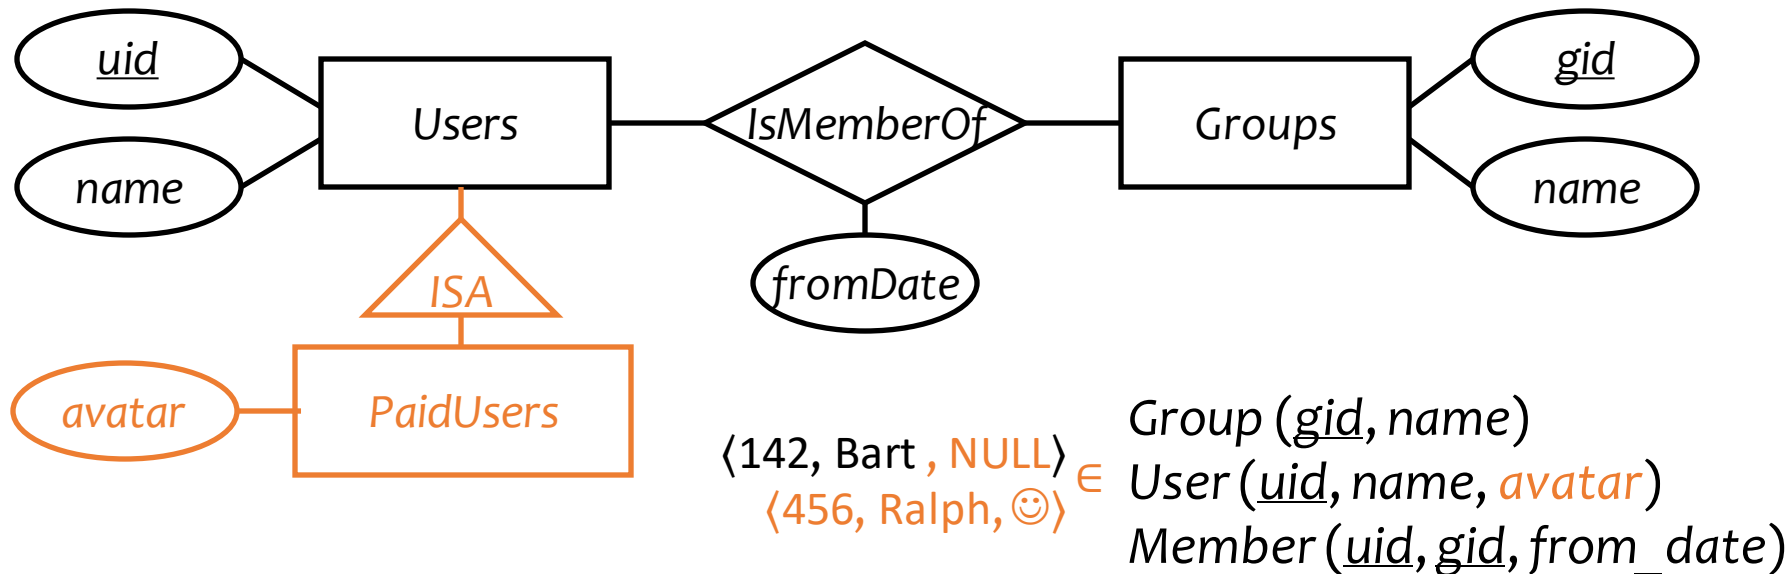 uid
name
Users
IsMemberOf
fromDate
Groups
gid
name
ISA
avatar
PaidUsers
⟨142, Bart , NULL⟩
⟨456, Ralph, ☺⟩
∈
Group (gid, name)
User (uid, name, avatar)
Member (uid, gid, from_date)